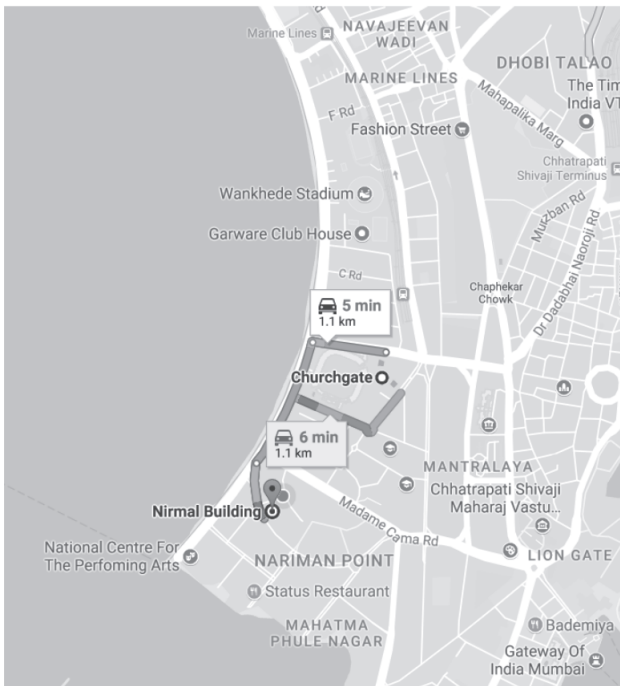 Marine Lines
NAVAJEEVAN
WADI
DHOBI TALAO
MARINE LINES
The Tim
India VT
Mahapalika Marg
F Rd
Fashion Street
Chhatrapati
Shivaji Terminus
Wankhede Stadium
Murzban Rd
Garware Club House
Dr Dadabhai Naoroji Rd
C Rd
Chaphekar
Chowk
5 min
1.1 km
Churchgate
6 min
1.1 km
MANTRALAYA
Chhatrapati Shivaji
Maharaj Vastu...
Nirmal Building
Madame Cama Rd
National Centre For
The Perfoming Arts
NARIMAN POINT
LION GATE
Status Restaurant
MAHATMA
PHULE NAGAR
Bademiya
Gateway Of
India Mumbai